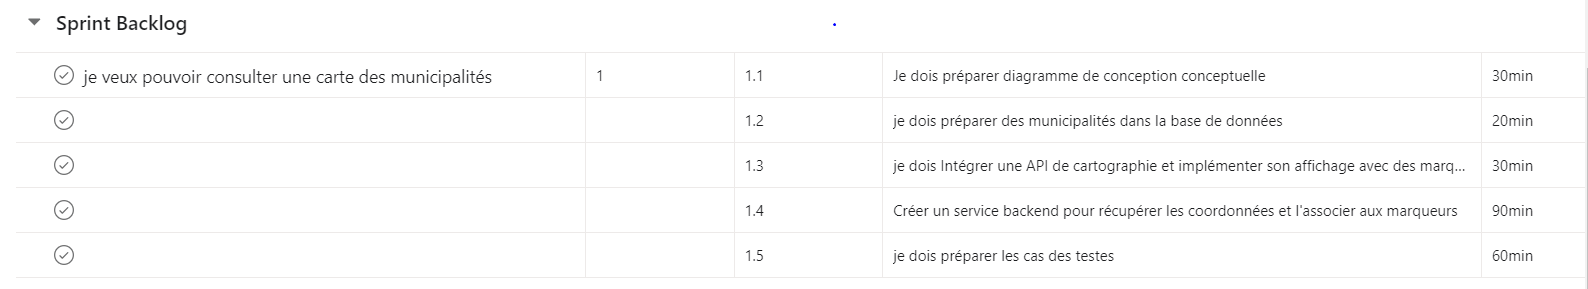 Sprint Backlog
je veux pouvoir consulter une carte des municipalités 1 1.1 Je dois préparer diagramme de conception conceptuelle 30min
1.2 je dois préparer des municipalités dans la base de données 20min
1.3 je dois Intégrer une API de cartographie et implémenter son affichage avec des marq... 30min
1.4 Créer un service backend pour récupérer les coordonnées et l'associer aux marqueurs 90min
1.5 je dois préparer les cas des testes 60min